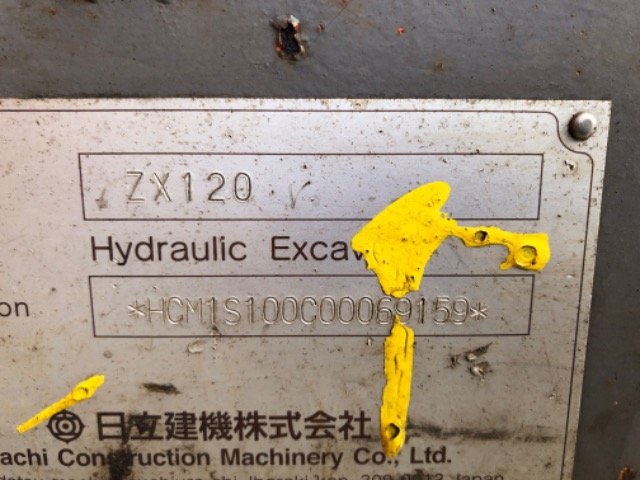 ZX120
Hydraulic Excav
on
*HCM1S100C00069159*
日立建機株式会社
achi Construction Machinery Co., Ltd.